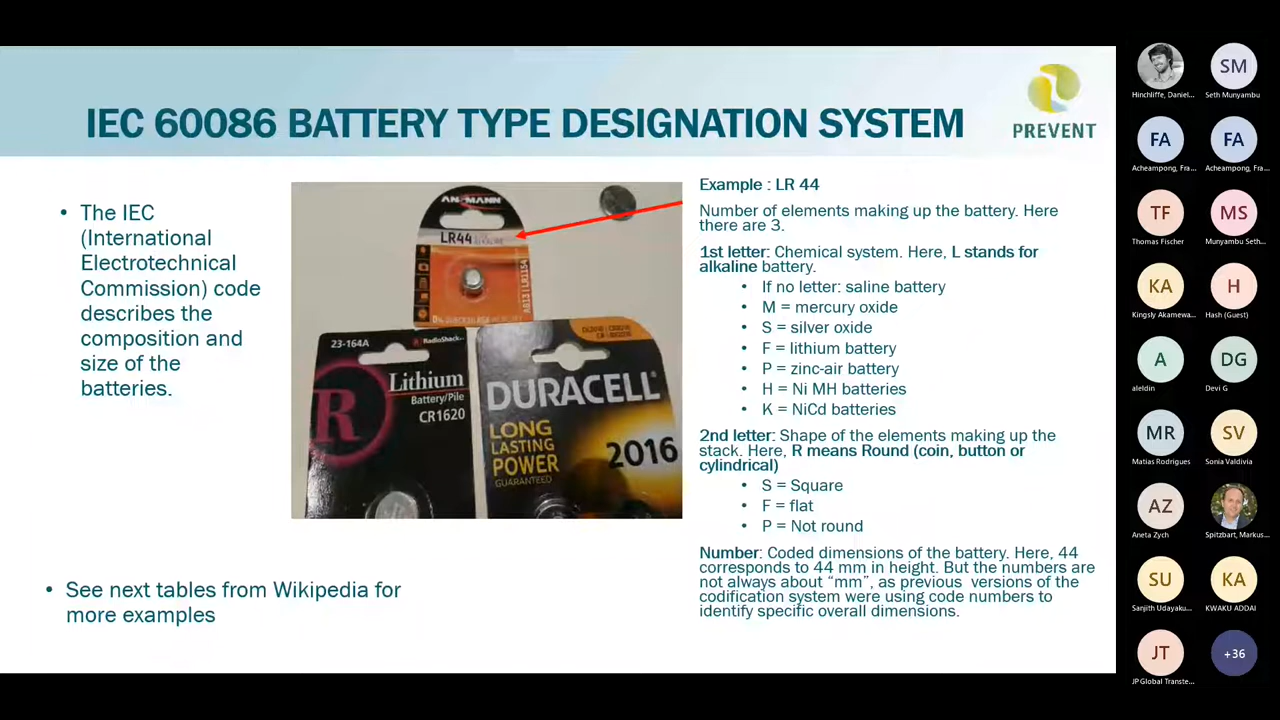 IEC 60086 BATTERY TYPE DESIGNATION SYSTEM
PREVENT
• The IEC
(International
Electrotechnical
Commission) code
describes the
composition and
size of the
batteries.
• See next tables from Wikipedia for
more examples
ANSMANN
LR44
A613 LR1154
23-164A
RadioShack
Lithium
Battery/Pile
CR1620
R
DURACELL
LONG
LASTING
POWER
GUARANTEED
2016
Example : LR 44
Number of elements making up the battery. Here
there are 3.
1st letter: Chemical system. Here, L stands for
alkaline battery.
• If no letter: saline battery
• M = mercury oxide
• S = silver oxide
• F = lithium battery
• P = zinc-air battery
• H = Ni MH batteries
• K = NiCd batteries
2nd letter: Shape of the elements making up the
stack. Here, R means Round (coin, button or
cylindrical)
• S = Square
• F = flat
• P = Not round
Number: Coded dimensions of the battery. Here, 44
corresponds to 44 mm in height. But the numbers are
not always about “mm”, as previous versions of the
codification system were using code numbers to
identify specific overall dimensions.
Hinchliffe, Daniel...
SM
Seth Munyambu
FA
Acheampong, Fra...
FA
Acheampong, Fra...
TF
Thomas Fischer
MS
Munyambu Seth...
KA
Kingsly Akamewa...
H
Hash (Guest)
A
aleldin
DG
Devi G
MR
Matias Rodrigues
SV
Sonia Valdivia
AZ
Aneta Zych
Spitzbart, Markus...
SU
Sanjith Udayaku...
KA
KWAKU ADDAI
JT
JP Global Transte...
+36